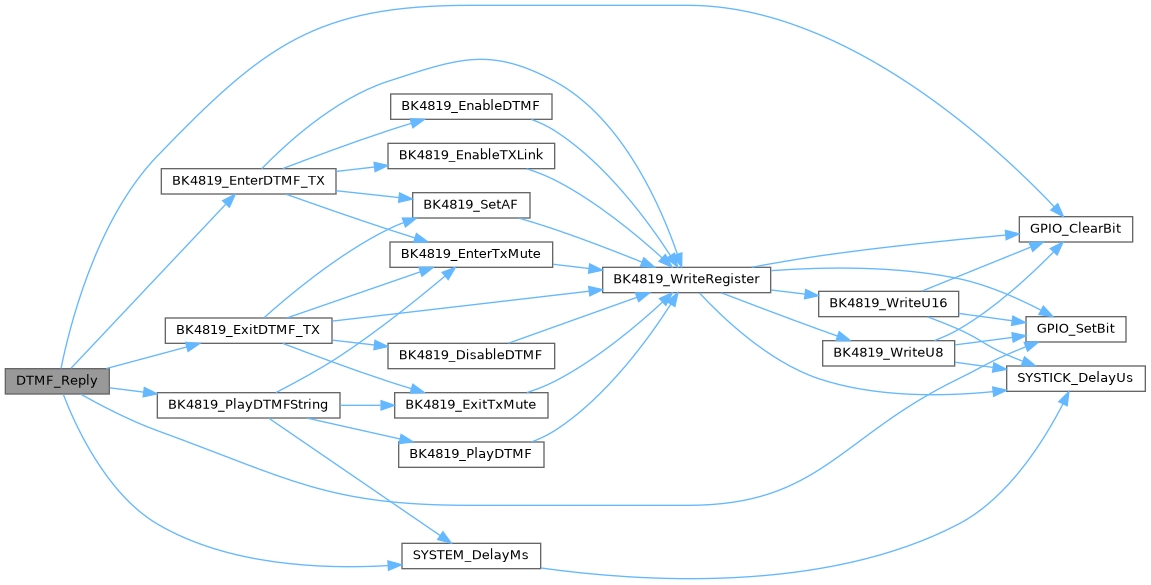 DTMF_Reply
BK4819_EnterDTMF_TX
BK4819_ExitDTMF_TX
BK4819_PlayDTMFString
BK4819_EnableDTMF
BK4819_EnableTXLink
BK4819_SetAF
BK4819_EnterTxMute
BK4819_DisableDTMF
BK4819_ExitTxMute
BK4819_PlayDTMF
SYSTEM_DelayMs
BK4819_WriteRegister
BK4819_WriteU16
BK4819_WriteU8
GPIO_ClearBit
GPIO_SetBit
SYSTICK_DelayUs